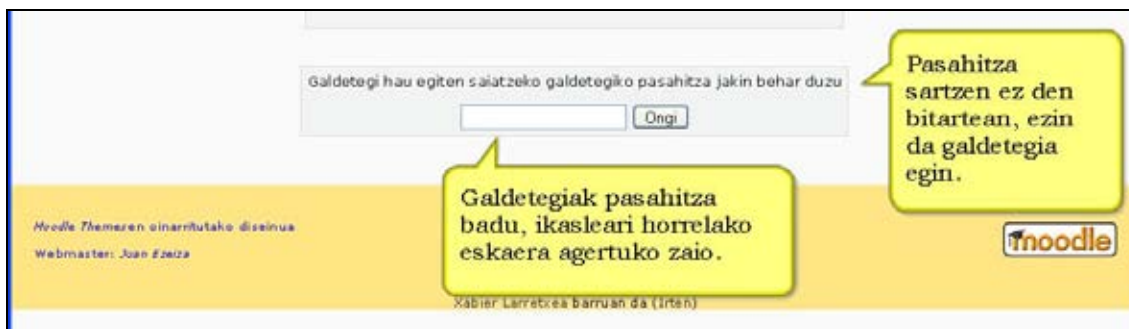 Galdetegi hau egiten saiatzeko galdetegiko pasahitza jakin behar duzu
Ongi
Pasahitza
sartzen ez den
bitartean, ezin
da galdetegia
egin.
Galdetegiak pasahitza
badu, ikasleari horrelako
eskaera agertuko zaio.
Moodle Themesen oinarritutako diseinua
Webmaster: Juan Ezeiza
moodle
Xabier Larretxea barruan da (Irten)